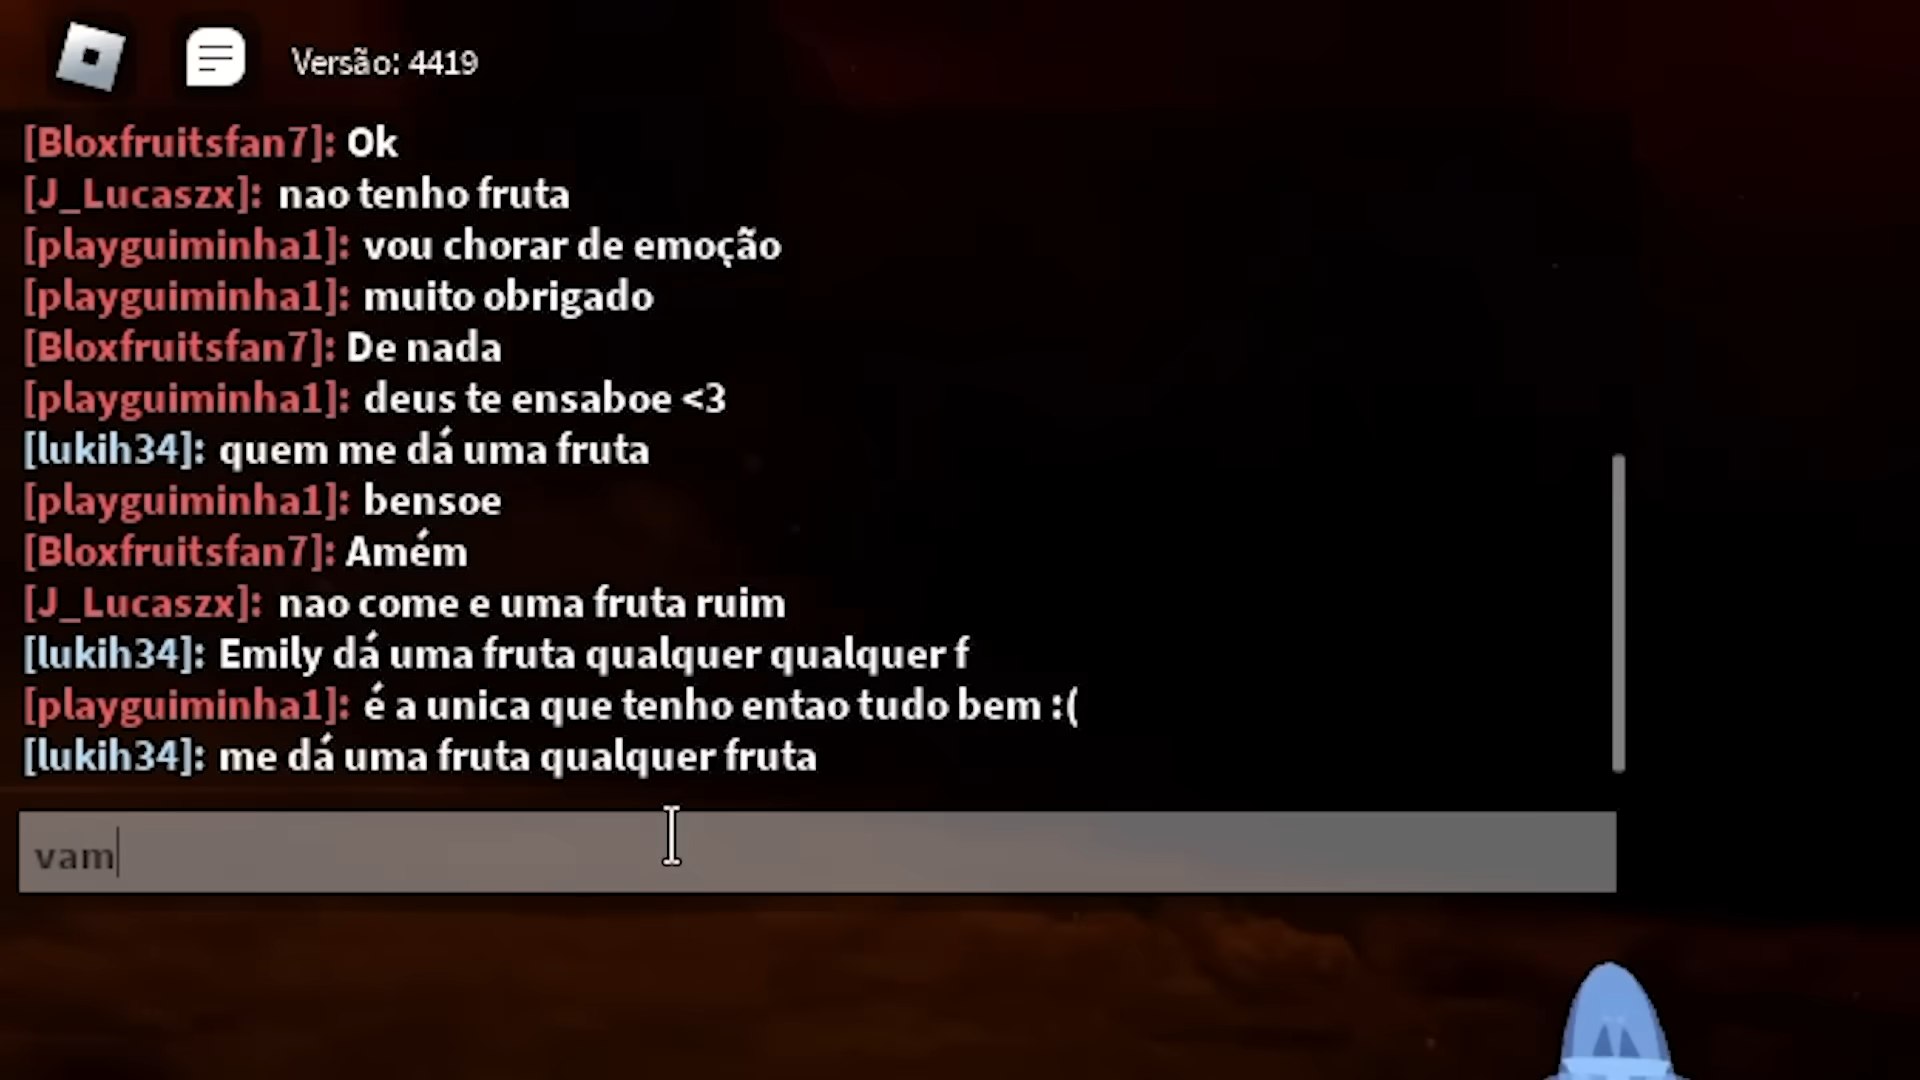 Versão: 4419
[Bloxfruitsfan7]: Ok
[J_Lucaszx]: nao tenho fruta
[playguiminha1]: vou chorar de emoção
[playguiminha1]: muito obrigado
[Bloxfruitsfan7]: De nada
[playguiminha1]: deus te ensaboe <3
[lukih34]: quem me dá uma fruta
[playguiminha1]: bensoe
[Bloxfruitsfan7]: Amém
[J_Lucaszx]: nao come e uma fruta ruim
[lukih34]: Emily dá uma fruta qualquer qualquer f
[playguiminha1]: é a unica que tenho entao tudo bem :(
[lukih34]: me dá uma fruta qualquer fruta
vam